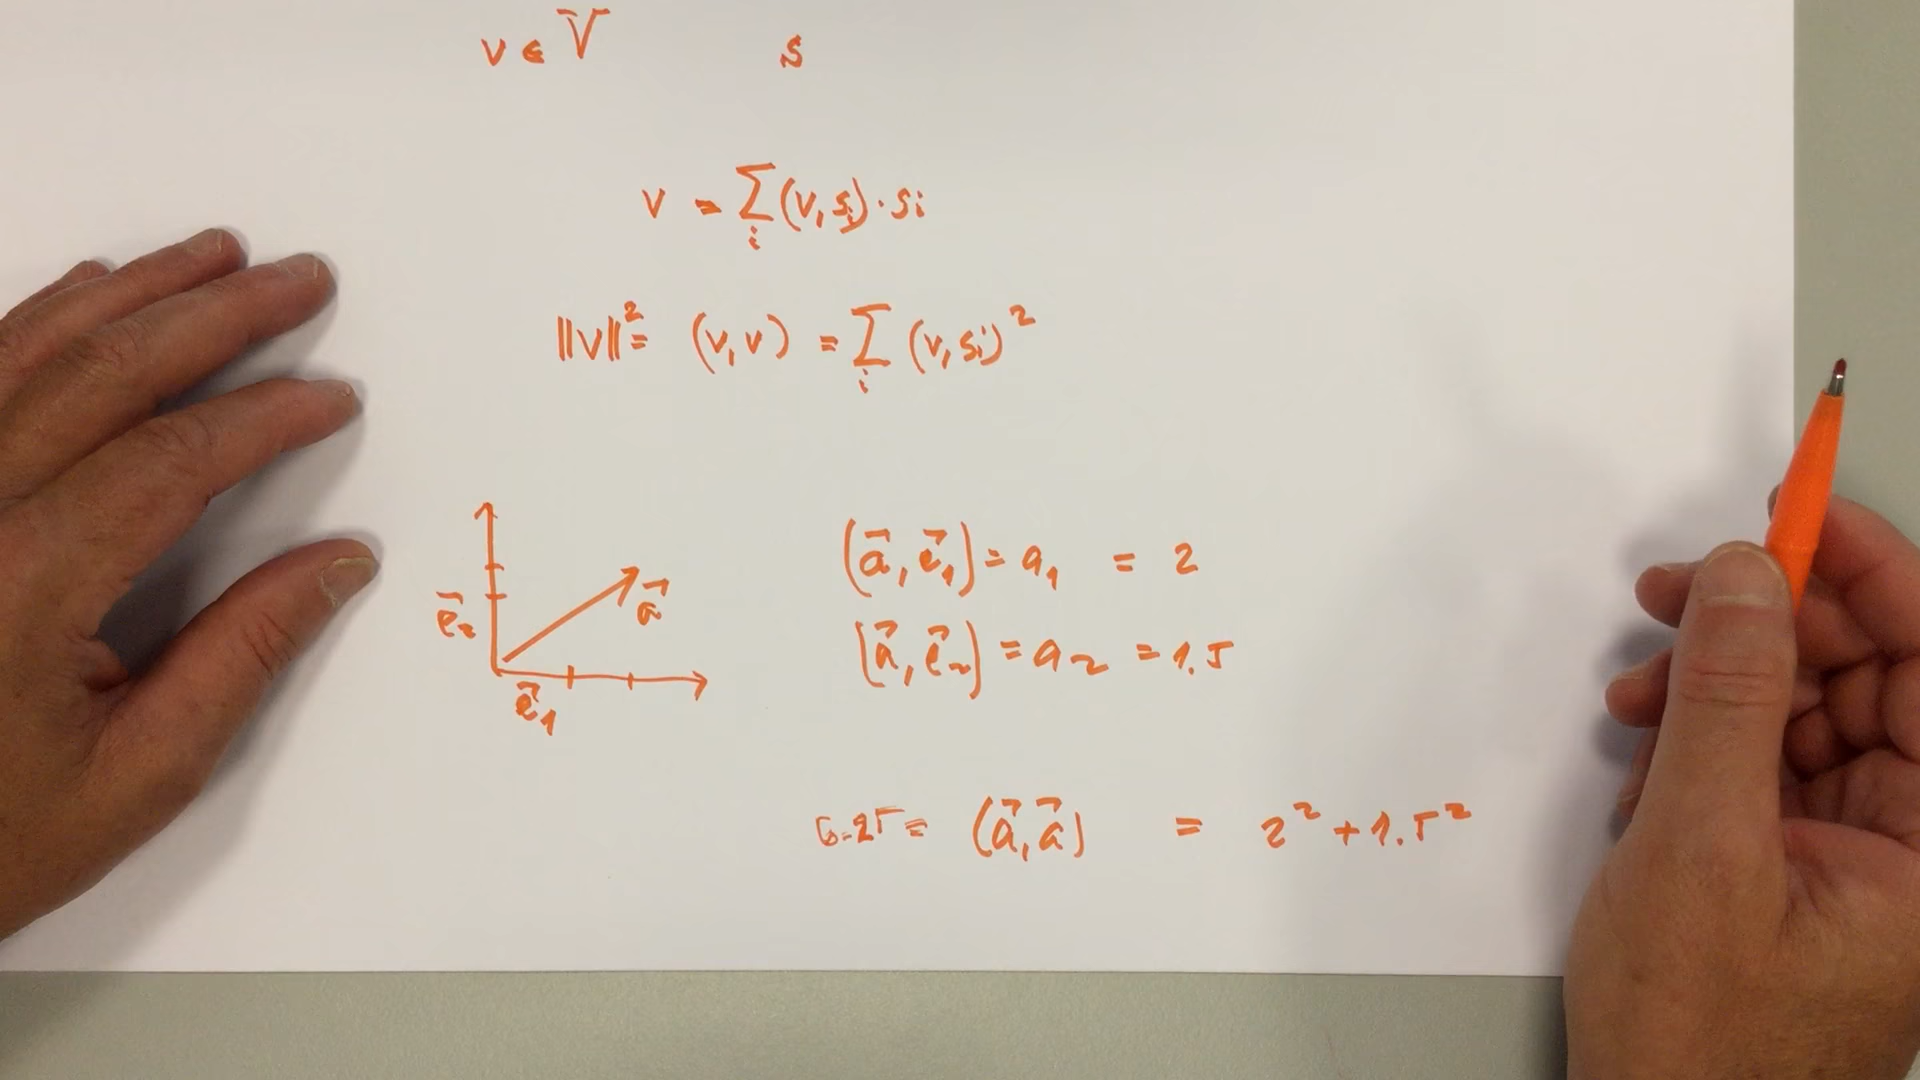 v ∈ V S
v = ∑ᵢ (v, sᵢ) · sᵢ
‖v‖² = (v, v) = ∑ᵢ (v, sᵢ)²
(a⃗, e⃗₁) = a₁ = 2
e⃗₂ a⃗
(a⃗, e⃗₂) = a₂ = 1.5
e⃗₁
6.25 = (a⃗, a⃗) = 2² + 1.5²